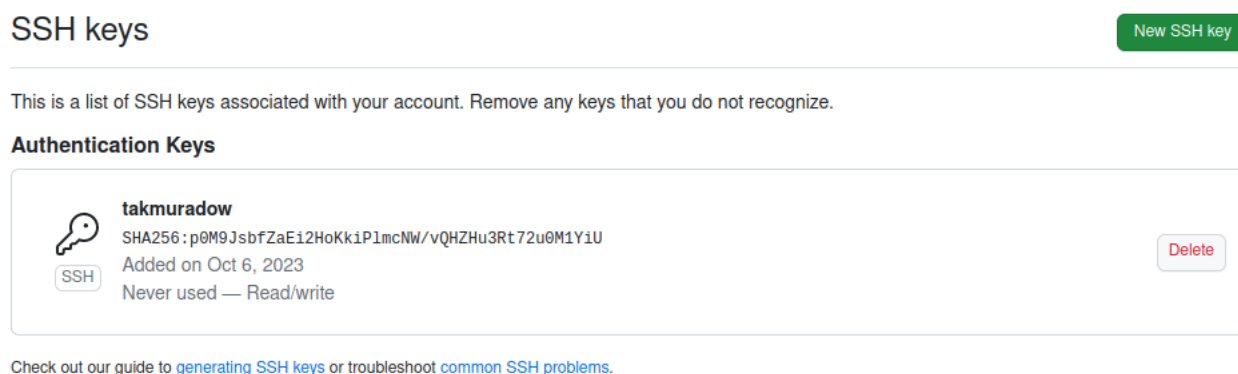 SSH keys
New SSH key
This is a list of SSH keys associated with your account. Remove any keys that you do not recognize.
Authentication Keys
takmuradow
SHA256:p0M9JsbfZaEi2HoKkiPlmcNW/vQHZHu3Rt72u0M1YiU
SSH
Added on Oct 6, 2023
Never used — Read/write
Delete
Check out our guide to generating SSH keys or troubleshoot common SSH problems.